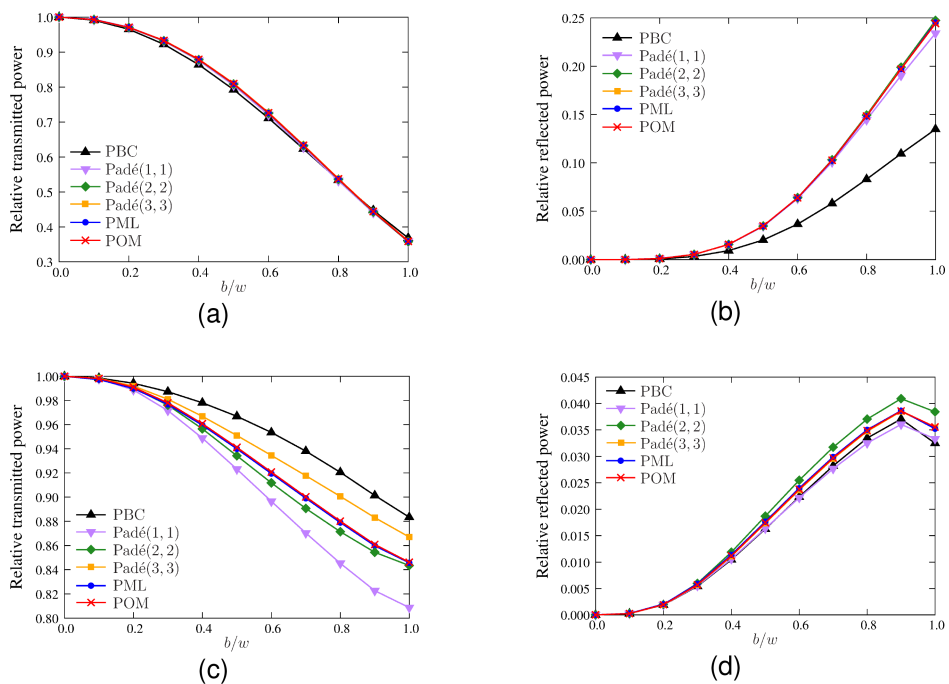 (a)
Relative transmitted power
1.0
0.9
0.8
0.7
0.6
0.5
0.4
0.3
PBC
Padé(1, 1)
Padé(2, 2)
Padé(3, 3)
PML
POM
0.0 0.2 0.4 0.6 0.8 1.0
b/w
(b)
Relative reflected power
0.25
0.20
0.15
0.10
0.05
0.00
PBC
Padé(1, 1)
Padé(2, 2)
Padé(3, 3)
PML
POM
0.0 0.2 0.4 0.6 0.8 1.0
b/w
(c)
Relative transmitted power
1.00
0.98
0.96
0.94
0.92
0.90
0.88
0.86
0.84
0.82
0.80
PBC
Padé(1, 1)
Padé(2, 2)
Padé(3, 3)
PML
POM
0.0 0.2 0.4 0.6 0.8 1.0
b/w
(d)
Relative reflected power
0.045
0.040
0.035
0.030
0.025
0.020
0.015
0.010
0.005
0.000
PBC
Padé(1, 1)
Padé(2, 2)
Padé(3, 3)
PML
POM
0.0 0.2 0.4 0.6 0.8 1.0
b/w